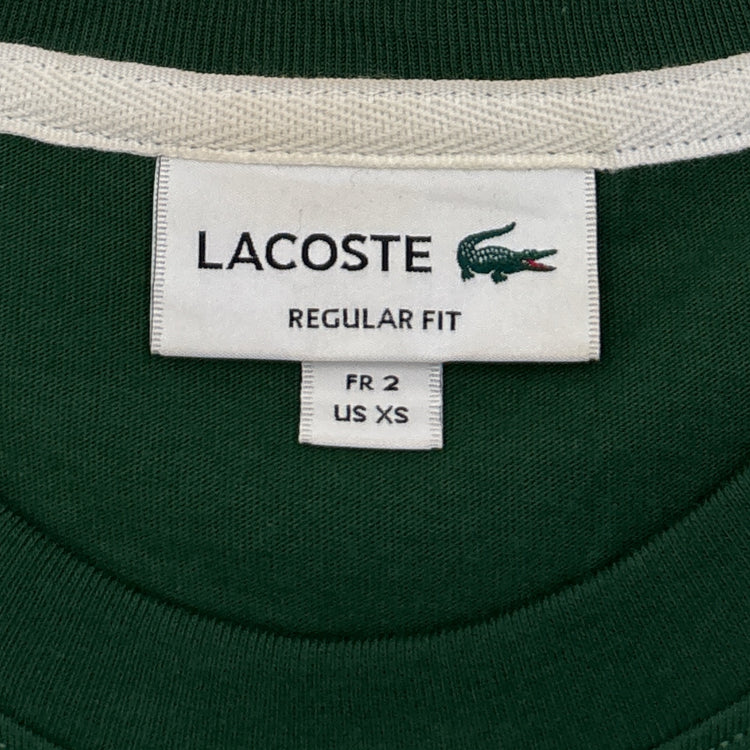 LACOSTE
REGULAR FIT
FR 2
US XS